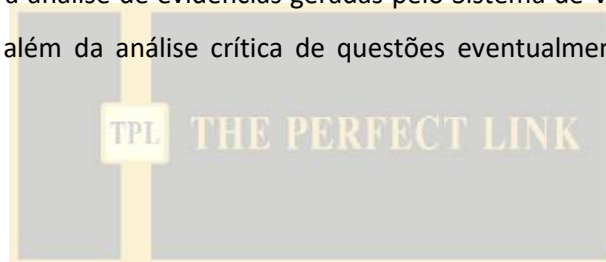 a análise de evidências geradas pelo Sistema de
além da análise crítica de questões
TPL THE PERFECT LINK